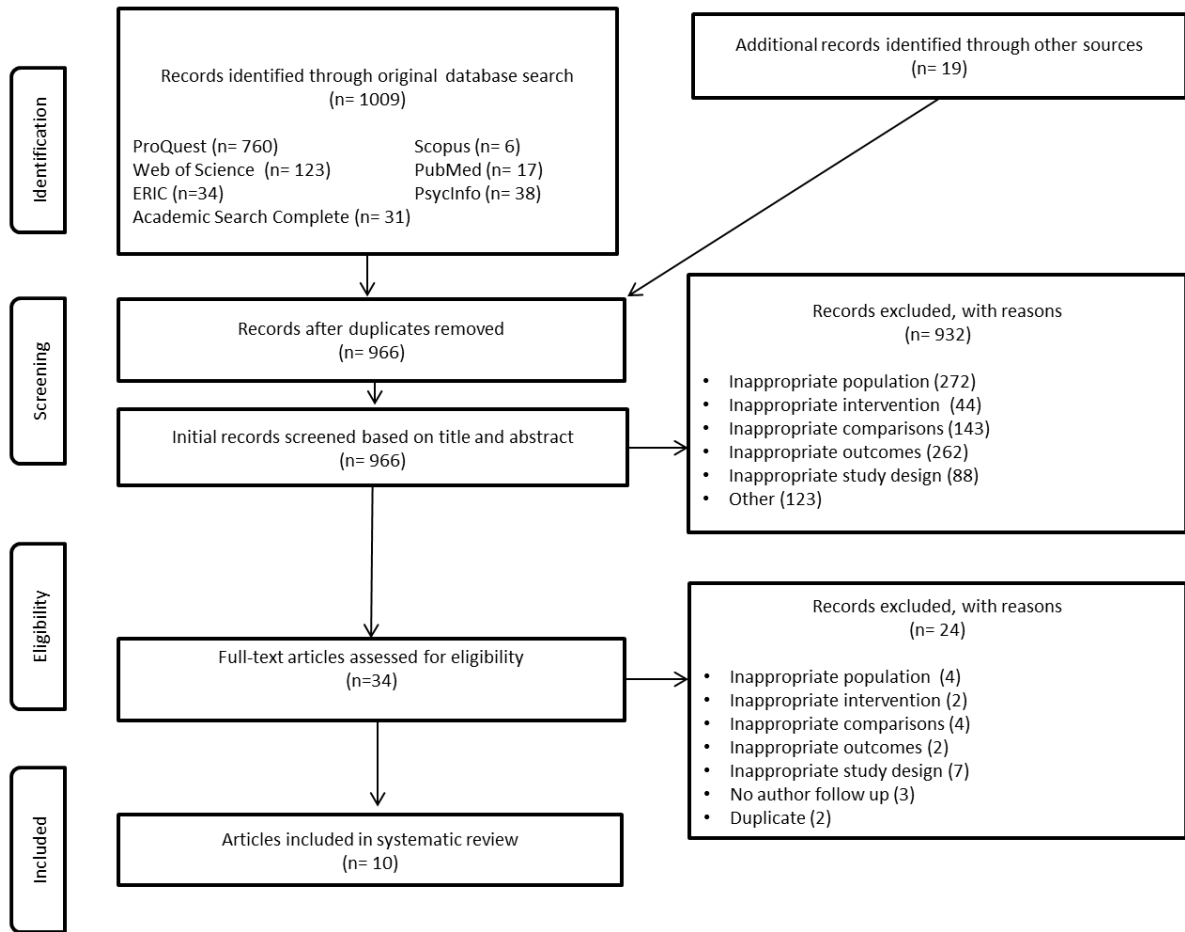 Identification
Records identified through original database search
(n= 1009)
ProQuest (n= 760)
Scopus (n= 6)
Web of Science (n= 123)
PubMed (n= 17)
ERIC (n=34)
PsycInfo (n= 38)
Academic Search Complete (n= 31)
Additional records identified through other sources
(n= 19)
Screening
Records after duplicates removed
(n= 966)
Initial records screened based on title and abstract
(n= 966)
Records excluded, with reasons
(n= 932)
• Inappropriate population (272)
• Inappropriate intervention (44)
• Inappropriate comparisons (143)
• Inappropriate outcomes (262)
• Inappropriate study design (88)
• Other (123)
Eligibility
Full-text articles assessed for eligibility
(n=34)
Records excluded, with reasons
(n= 24)
• Inappropriate population (4)
• Inappropriate intervention (2)
• Inappropriate comparisons (4)
• Inappropriate outcomes (2)
• Inappropriate study design (7)
• No author follow up (3)
• Duplicate (2)
Included
Articles included in systematic review
(n= 10)